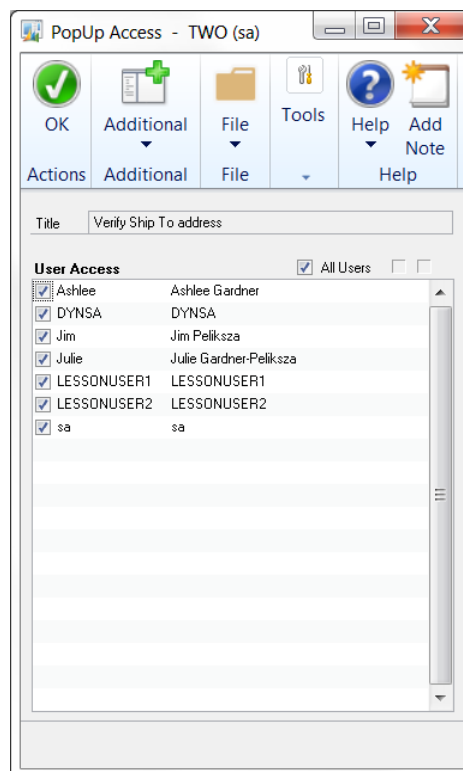 PopUp Access - TWO (sa)
OK Additional File Tools Help Add Note
Actions Additional File Help
Title Verify Ship To address
User Access All Users
Ashlee Ashlee Gardner
DYNSA DYNSA
Jim Jim Peliksza
Julie Julie Gardner-Peliksza
LESSONUSER1 LESSONUSER1
LESSONUSER2 LESSONUSER2
sa sa